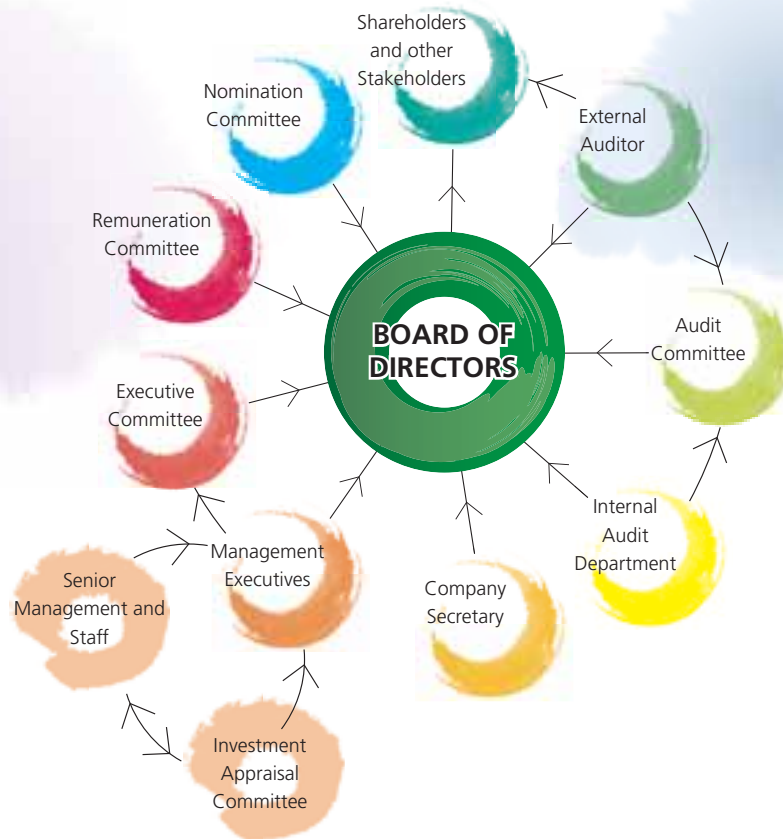 Shareholders
and other
Stakeholders
Nomination
Committee
External
Auditor
Remuneration
Committee
BOARD OF
DIRECTORS
Audit
Committee
Executive
Committee
Internal
Audit
Department
Management
Executives
Senior
Management and
Staff
Company
Secretary
Investment
Appraisal
Committee